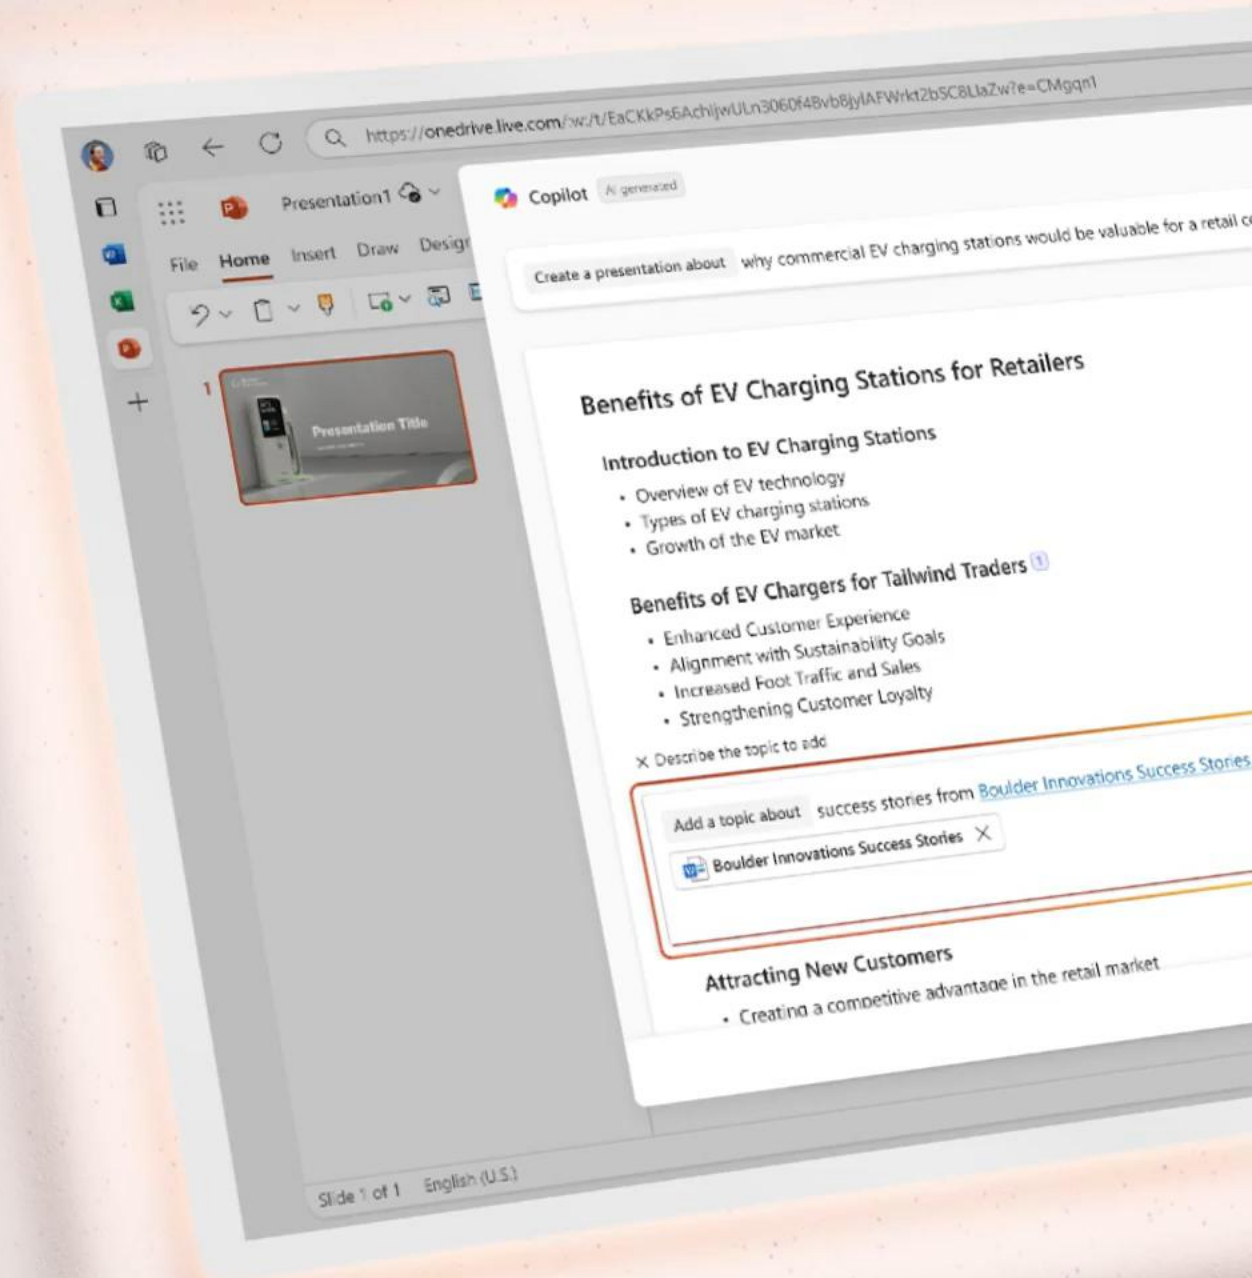 https://onedrive.live.com/:w:/t/
Presentation1
File Home Insert Draw Desig
1
Presentation Title
Slide 1 of 1 English (U.S.)
Copilot AI generated
Create a presentation about why commercial EV charging stations would be valuable for a retail co
Benefits of EV Charging Stations for Retailers
Introduction to EV Charging Stations
• Overview of EV technology
• Types of EV charging stations
• Growth of the EV market
Benefits of EV Chargers for Tailwind Traders 1
• Enhanced Customer Experience
• Alignment with Sustainability Goals
• Increased Foot Traffic and Sales
• Strengthening Customer Loyalty
Describe the topic to add
Add a topic about success stories from Boulder Innovations Success Stories
Boulder Innovations Success Stories
Attracting New Customers
• Creating a competitive advantage in the retail market